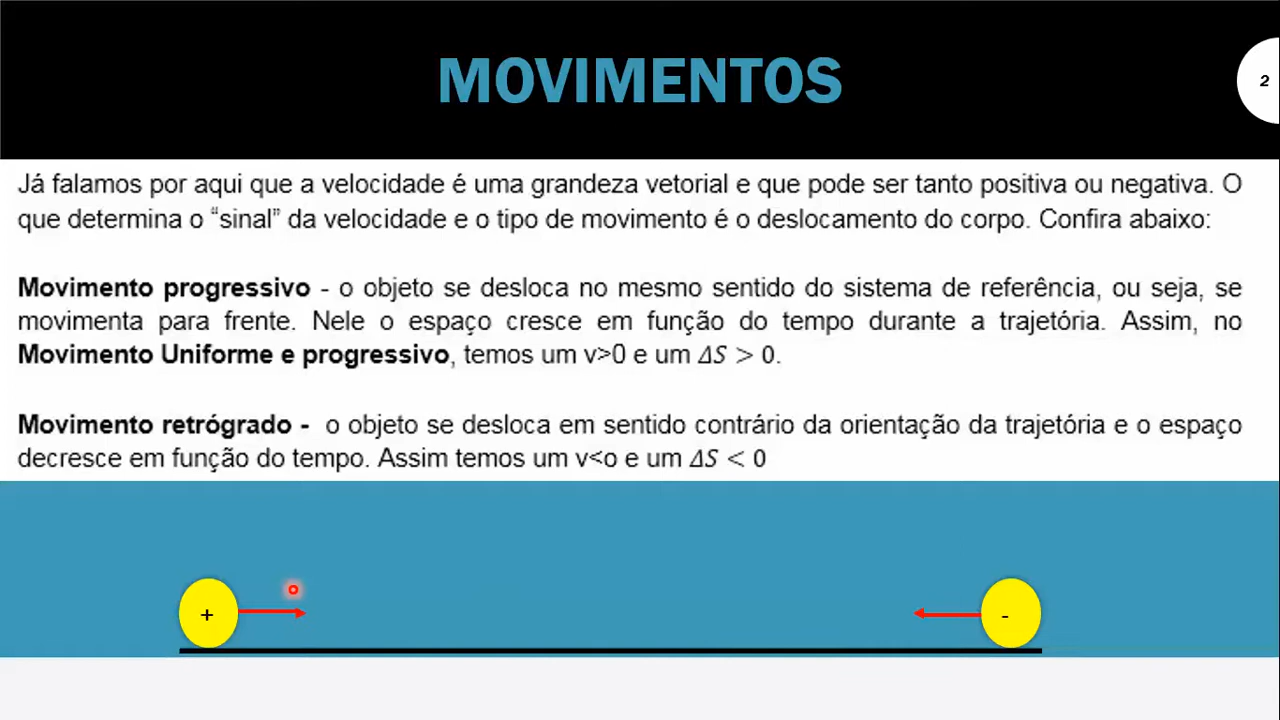 MOVIMENTOS
2
Já falamos por aqui que a velocidade é uma grandeza vetorial e que pode ser tanto positiva ou negativa. O
que determina o “sinal” da velocidade e o tipo de movimento é o deslocamento do corpo. Confira abaixo:
Movimento progressivo - o objeto se desloca no mesmo sentido do sistema de referência, ou seja, se
movimenta para frente. Nele o espaço cresce em função do tempo durante a trajetória. Assim, no
Movimento Uniforme e progressivo, temos um v>0 e um ΔS > 0.
Movimento retrógrado - o objeto se desloca em sentido contrário da orientação da trajetória e o espaço
decresce em função do tempo. Assim temos um v<o e um ΔS < 0
+ -